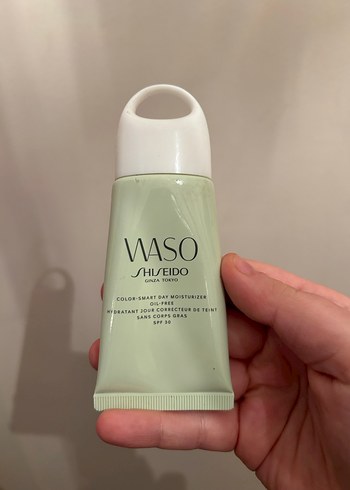 WASO
SHISEIDO
GINZA TOKYO
COLOR-SMART DAY MOISTURIZER
OIL-FREE
HYDRATANT JOUR CORRECTEUR DE TEINT
SANS CORPS GRAS
SPF 30